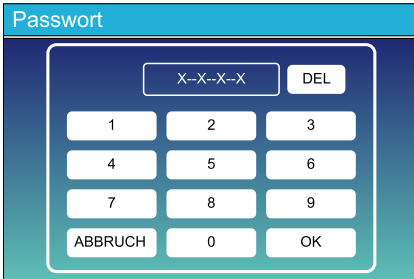 Passwort
X--X--X--X DEL
1 2 3
4 5 6
7 8 9
ABBRUCH 0 OK